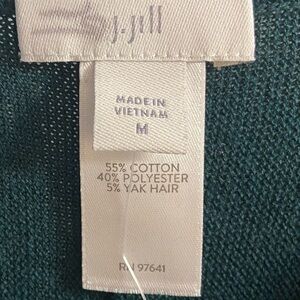 J.Jill
MADE IN
VIETNAM
M
55% COTTON
40% POLYESTER
5% YAK HAIR
RN 97641